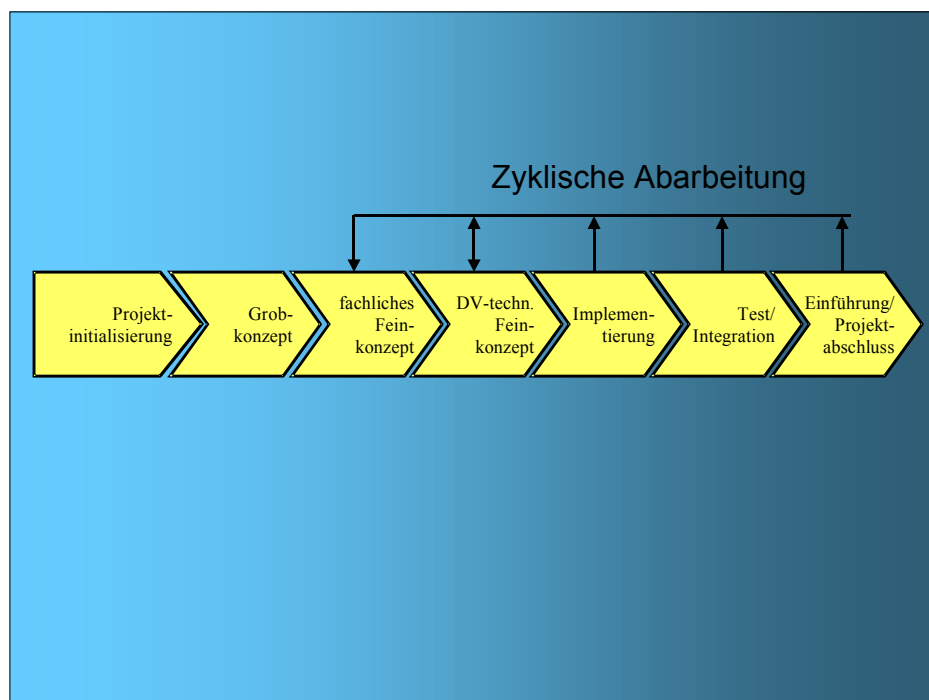 Zyklische Abarbeitung
Projekt-
initialisierung
Grob-
konzept
fachliches
Fein-
konzept
DV-techn.
Fein-
konzept
Implemen-
tierung
Test/
Integration
Einführung/
Projekt-
abschluss